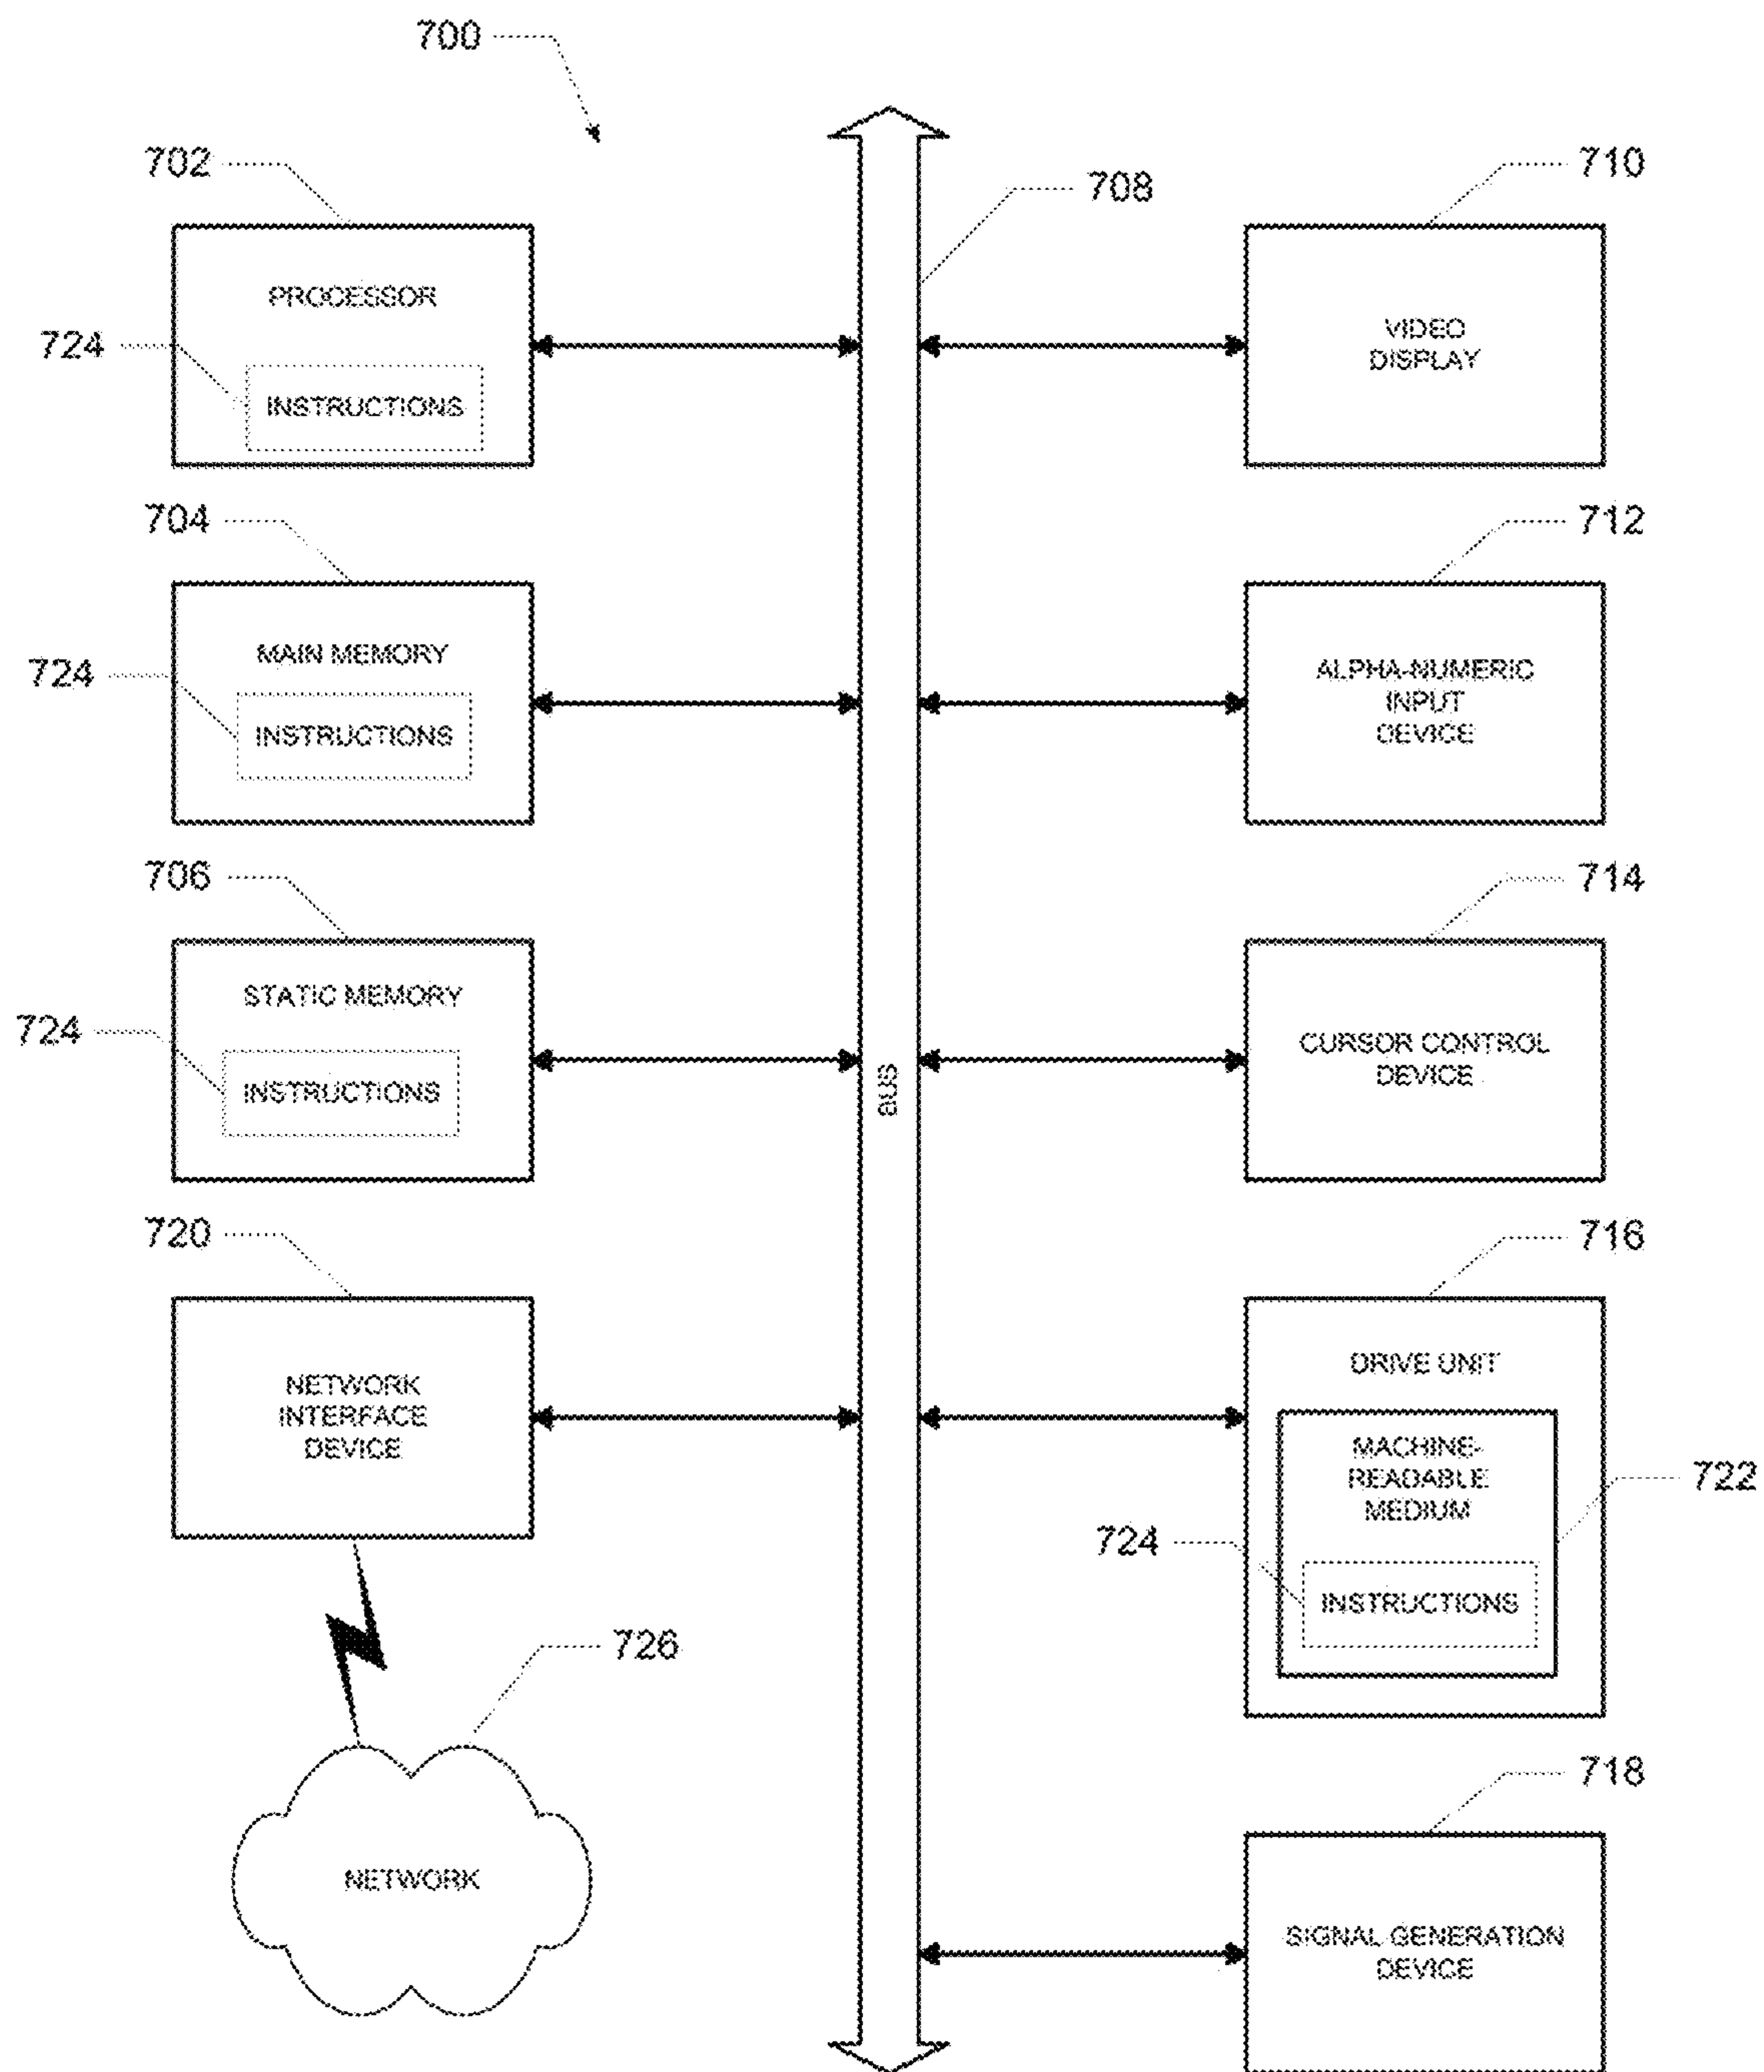 700
702
708
710
PROCESSOR
724
INSTRUCTIONS
VIDEO
DISPLAY
704
712
MAIN MEMORY
724
INSTRUCTIONS
ALPHA-NUMERIC
INPUT
DEVICE
706
714
STATIC MEMORY
724
INSTRUCTIONS
BUS
CURSOR CONTROL
DEVICE
720
716
NETWORK
INTERFACE
DEVICE
DRIVE UNIT
MACHINE-
READABLE
MEDIUM
722
724
INSTRUCTIONS
726
NETWORK
718
SIGNAL GENERATION
DEVICE